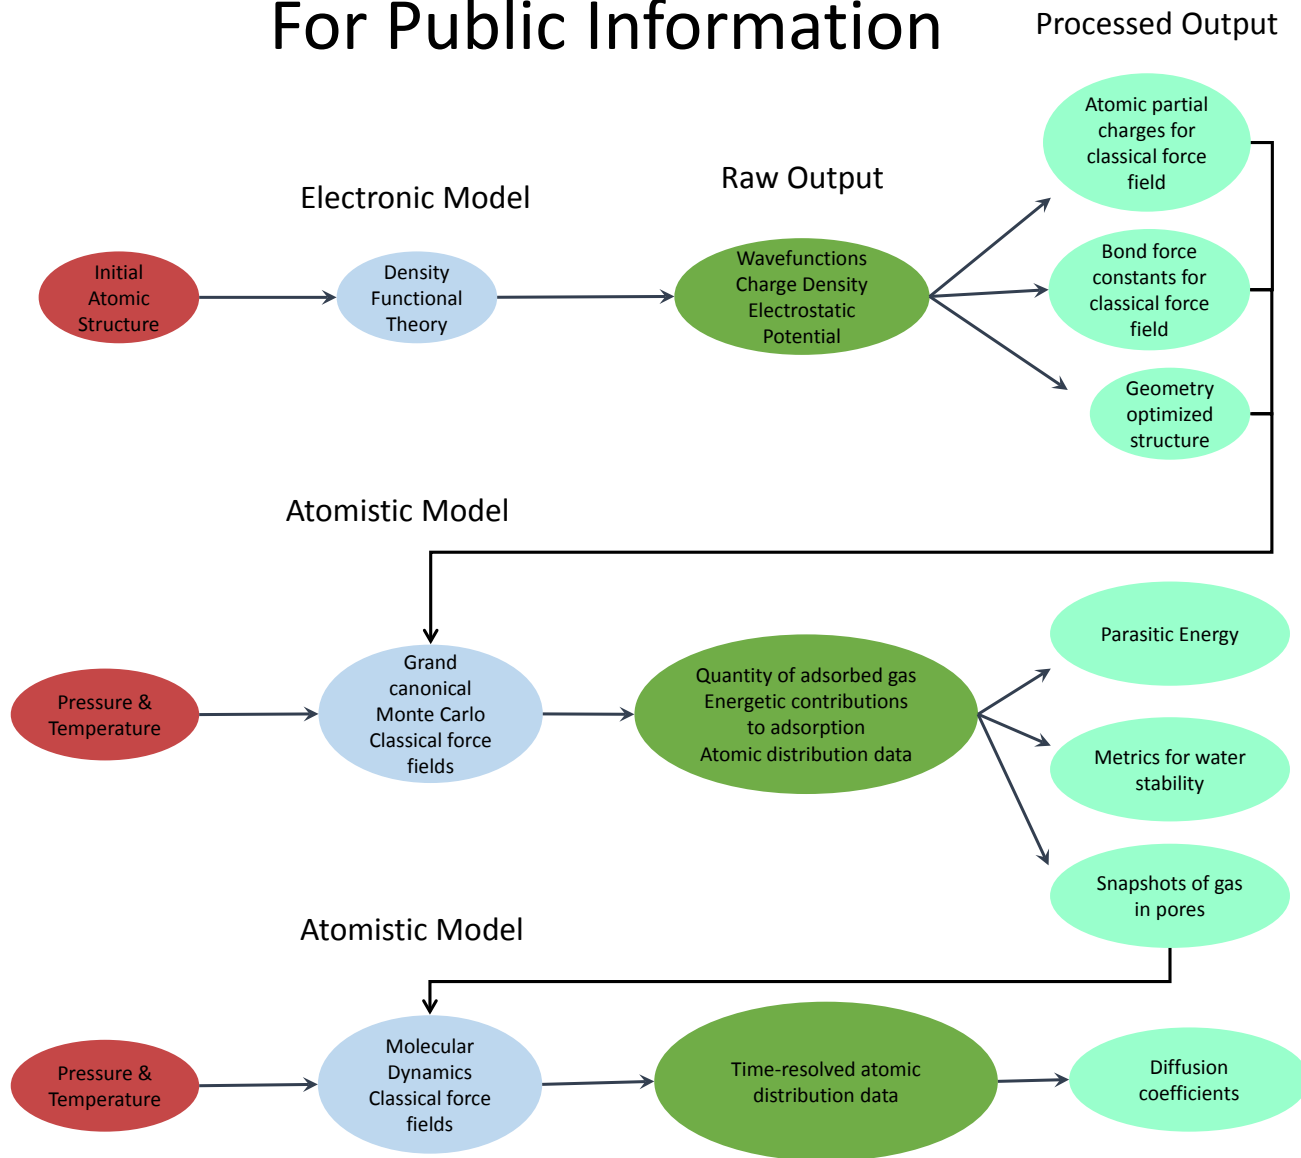 For Public Information
Processed Output
Atomic partial
charges for
classical force
field
Electronic Model
Raw Output
Initial
Atomic
Structure
Density
Functional
Theory
Wavefunctions
Charge Density
Electrostatic
Potential
Bond force
constants for
classical force
field
Geometry
optimized
structure
Atomistic Model
Pressure &
Temperature
Grand
canonical
Monte Carlo
Classical force
fields
Quantity of adsorbed gas
Energetic contributions
to adsorption
Atomic distribution data
Parasitic Energy
Metrics for water
stability
Snapshots of gas
in pores
Atomistic Model
Pressure &
Temperature
Molecular
Dynamics
Classical force
fields
Time-resolved atomic
distribution data
Diffusion
coefficients